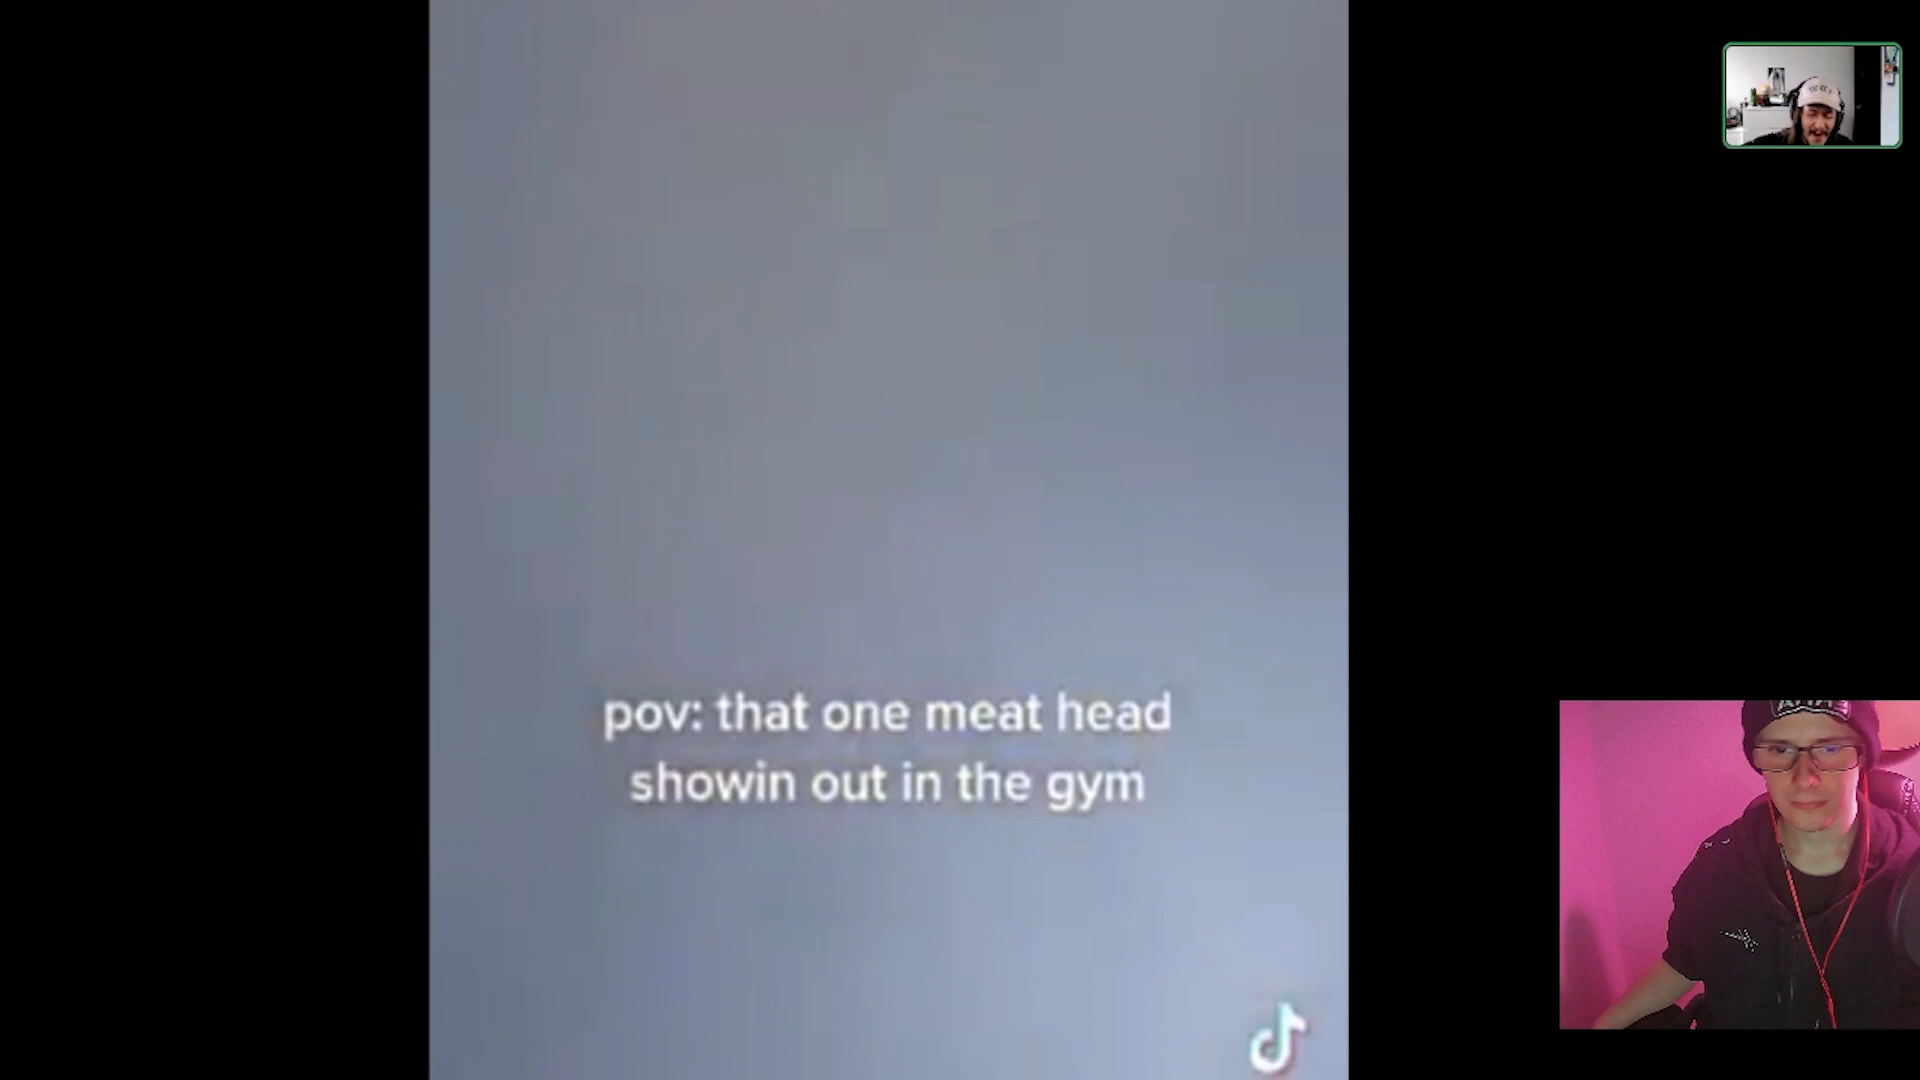 pov: that one meat head
showin out in the gym